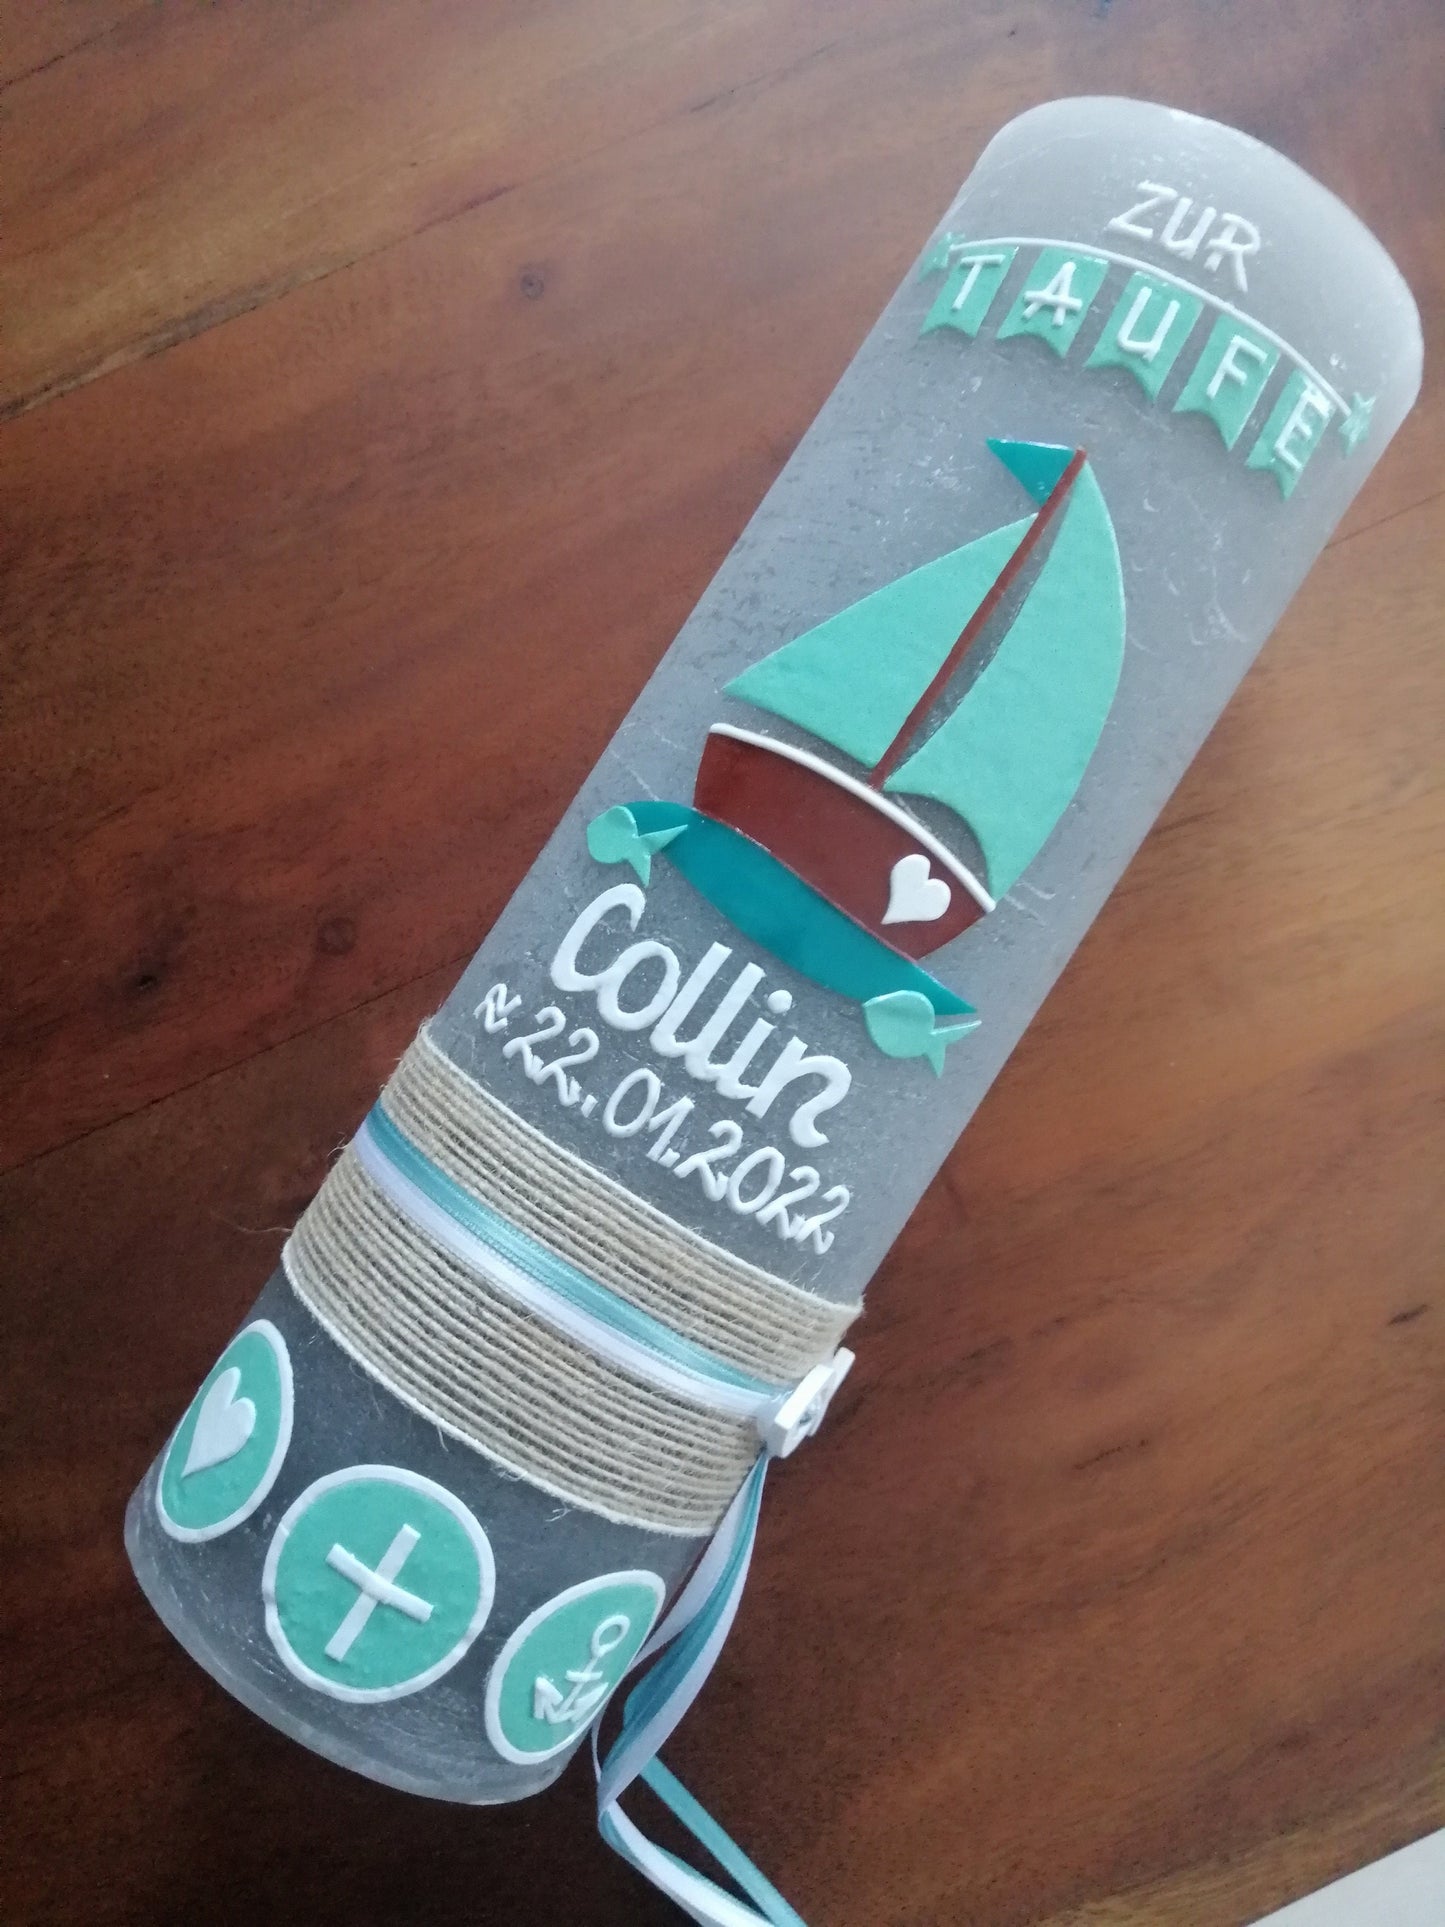 ZUR
TAUFE
Collin
~ 22.01.2022